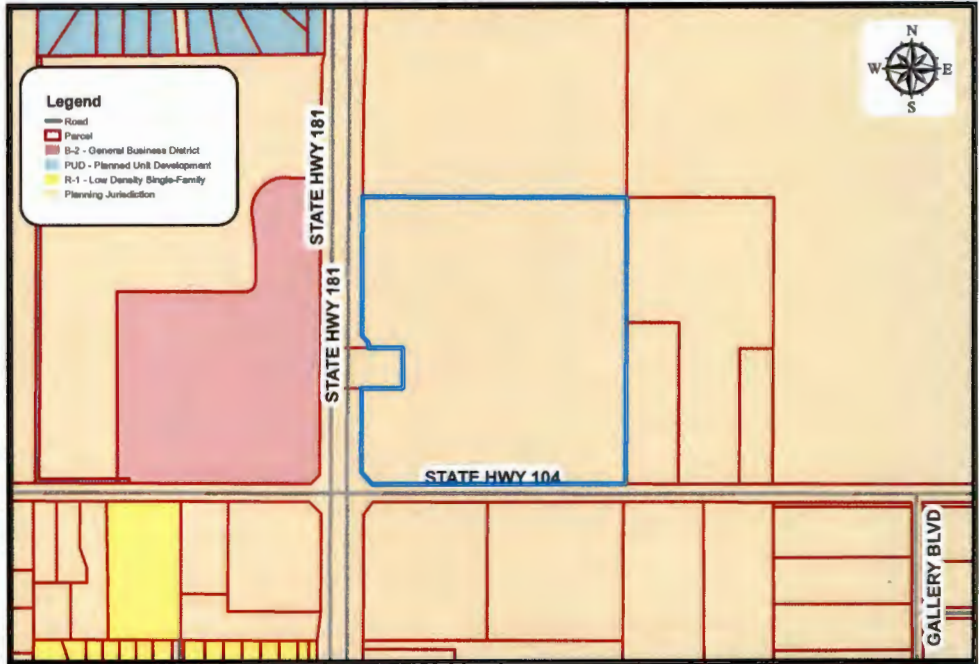 N
W E
S
Legend
Road
Parcel
B-2 - General Business District
PUD - Planned Unit Development
R-1 - Low Density Single-Family
Planning Jurisdiction
STATE HWY 181
STATE HWY 181
STATE HWY 104
GALLERY BLVD